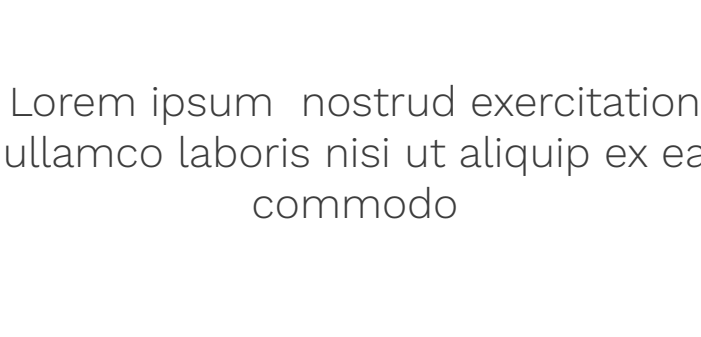 Lorem ipsum  nostrud exercitation
ullamco laboris nisi ut aliquip ex ea
commodo